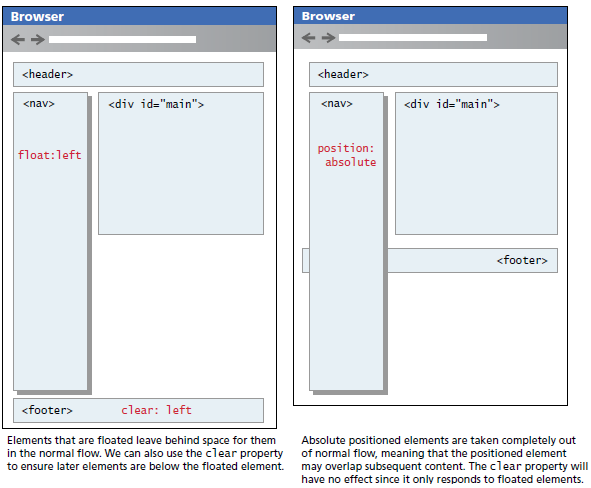 Browser
<header>
<nav>
<div id="main">
float:left
<footer>
clear: left
Elements that are floated leave behind space for them
in the normal flow. We can also use the clear property
to ensure later elements are below the floated element.
Browser
<header>
<nav>
<div id="main">
position:
absolute
<footer>
Absolute positioned elements are taken completely out
of normal flow, meaning that the positioned element
may overlap subsequent content. The clear property will
have no effect since it only responds to floated elements.